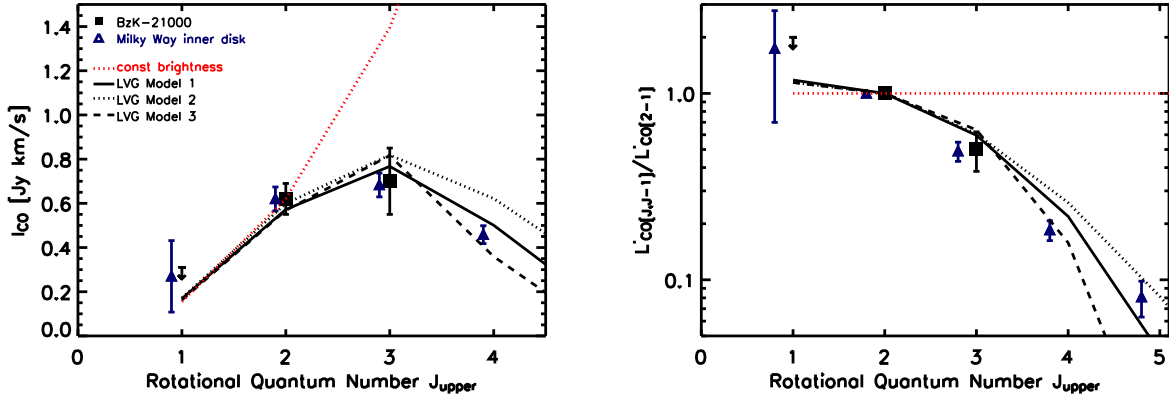 1.4
1.2
1.0
0.8
0.6
0.4
0.2
0.0
I_CO [Jy km/s]
BzK-21000
Milky Way inner disk
const brightness
LVG Model 1
LVG Model 2
LVG Model 3
0 1 2 3 4
Rotational Quantum Number J_upper
1.0
0.1
L'_CO[J,J-1]/L'_CO[2-1]
0 1 2 3 4 5
Rotational Quantum Number J_upper